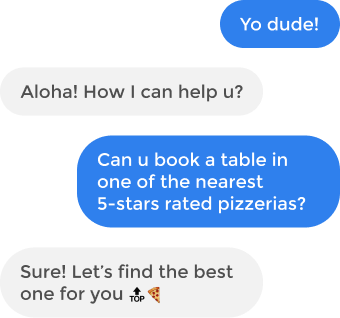 Yo dude!
Aloha! How I can help u?
Can u book a table in
one of the nearest
5-stars rated pizzerias?
Sure! Let’s find the best
one for you 🔝🍕